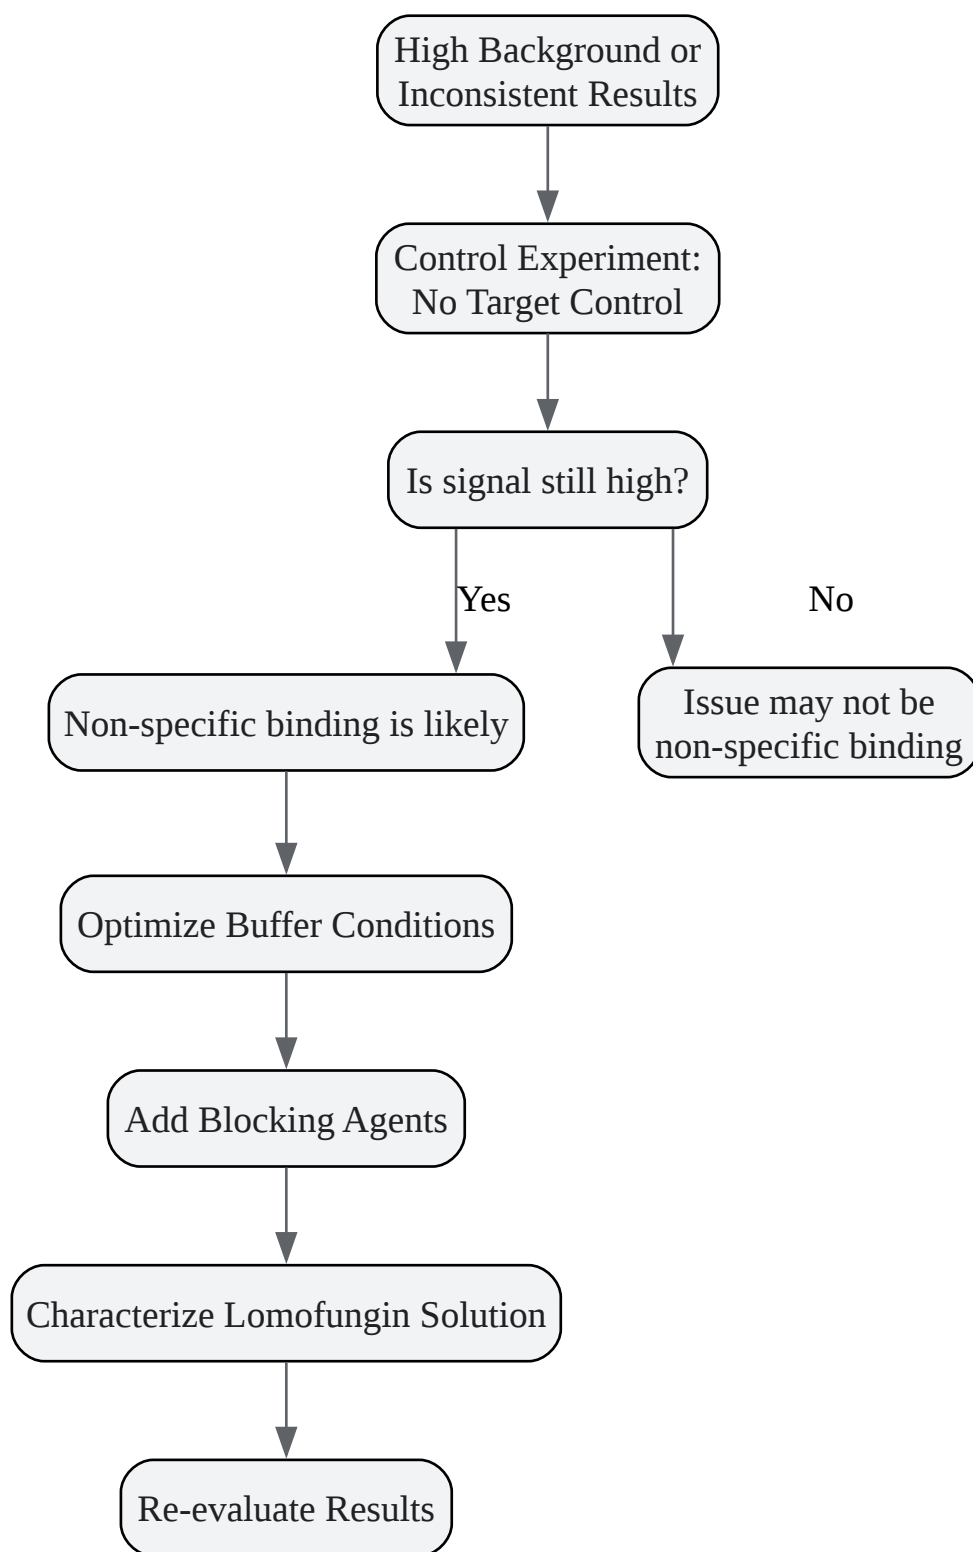 High Background or
Inconsistent Results
Control Experiment:
No Target Control
Is signal still high?
Yes
No
Non-specific binding is likely
Issue may not be
non-specific binding
Optimize Buffer Conditions
Add Blocking Agents
Characterize Lomofungin Solution
Re-evaluate Results